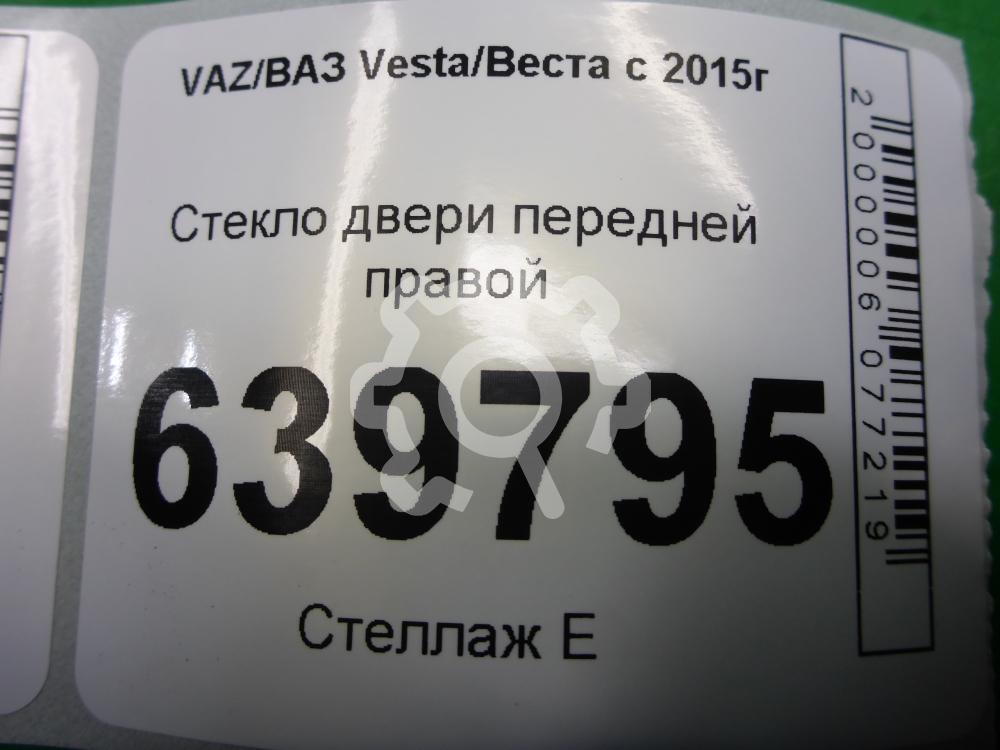 VAZ/ВАЗ Vesta/Веста с 2015г
Стекло двери передней
правой
639795
Стеллаж Е
2000006077219